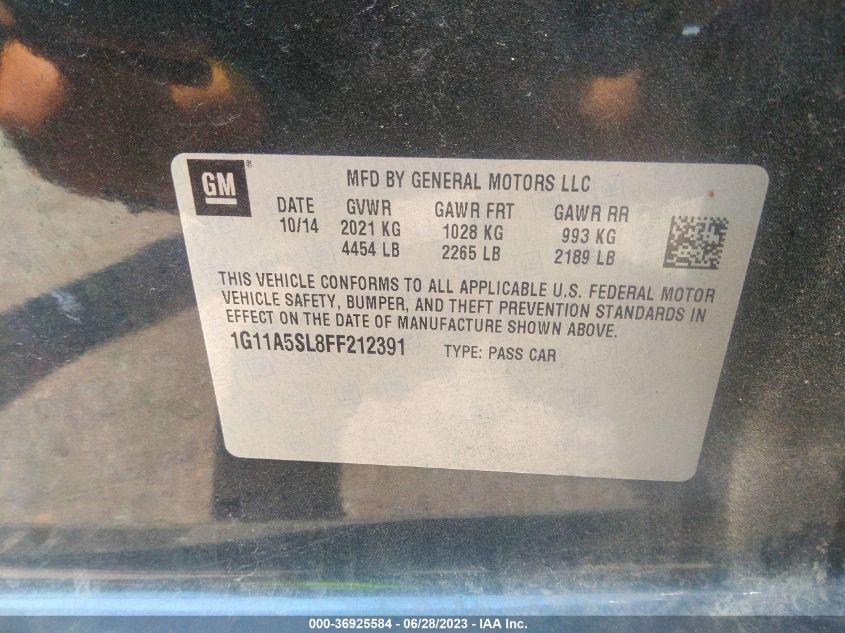 GM ®
MFD BY GENERAL MOTORS LLC
DATE GVWR GAWR FRT GAWR RR
10/14 2021 KG 1028 KG 993 KG
4454 LB 2265 LB 2189 LB
THIS VEHICLE CONFORMS TO ALL APPLICABLE U.S. FEDERAL MOTOR
VEHICLE SAFETY, BUMPER, AND THEFT PREVENTION STANDARDS IN
EFFECT ON THE DATE OF MANUFACTURE SHOWN ABOVE.
1G11A5SL8FF212391 TYPE: PASS CAR
000-36925584 / 06/28/2023 - IAA Inc.